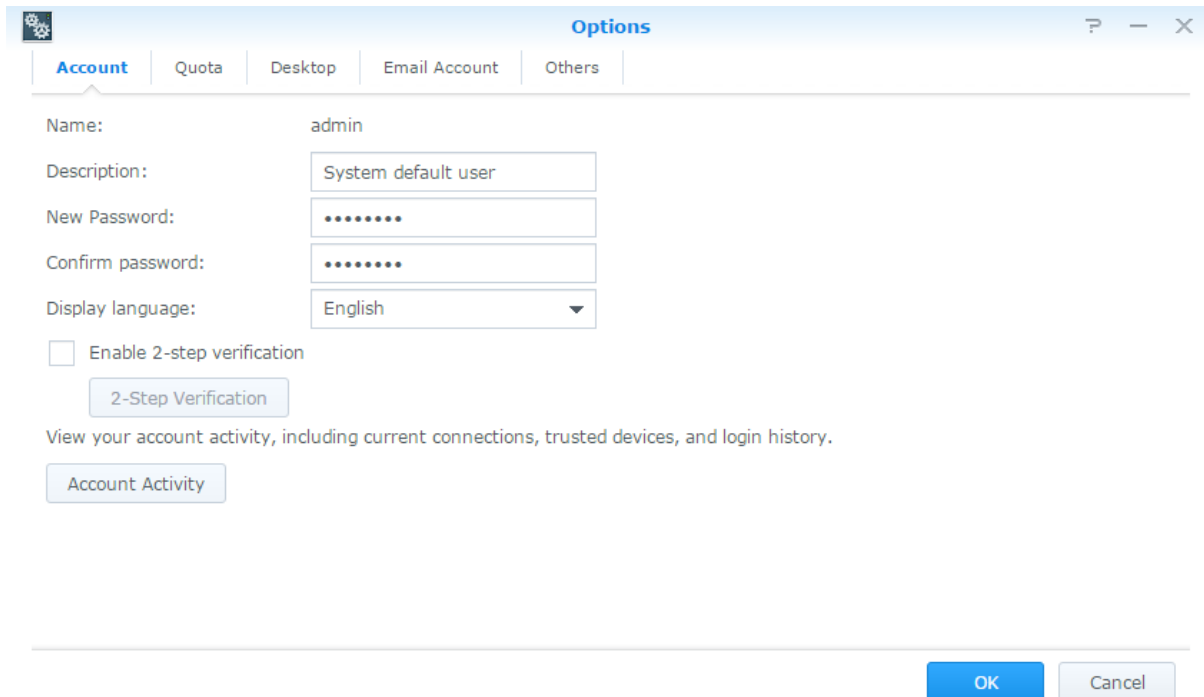 Options
Account Quota Desktop Email Account Others
Name: admin
Description: System default user
New Password: ••••••••
Confirm password: ••••••••
Display language: English
Enable 2-step verification
2-Step Verification
View your account activity, including current connections, trusted devices, and login history.
Account Activity
OK Cancel